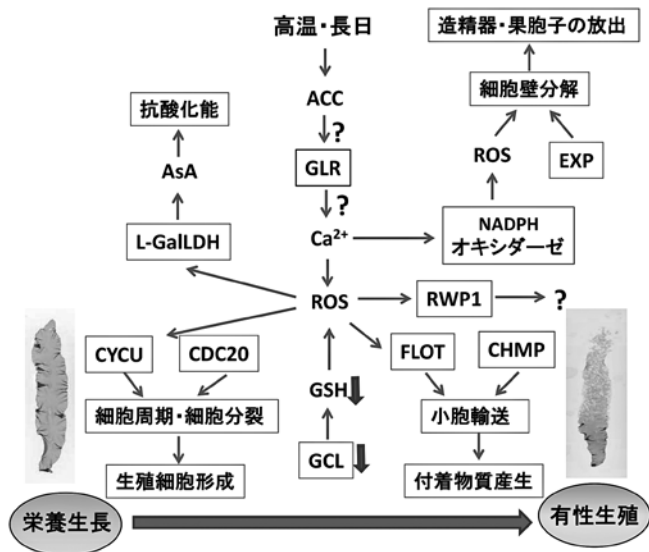 高温・長日
造精器・果胞子の放出
ACC
細胞壁分解
抗酸化能
?
GLR
ROS
EXP
AsA
?
L-GalLDH
Ca²⁺
NADPH
オキシダーゼ
ROS
RWP1
?
CYCU
CDC20
FLOT
CHMP
GSH
細胞周期・細胞分裂
小胞輸送
GCL
生殖細胞形成
付着物質産生
栄養生長
有性生殖